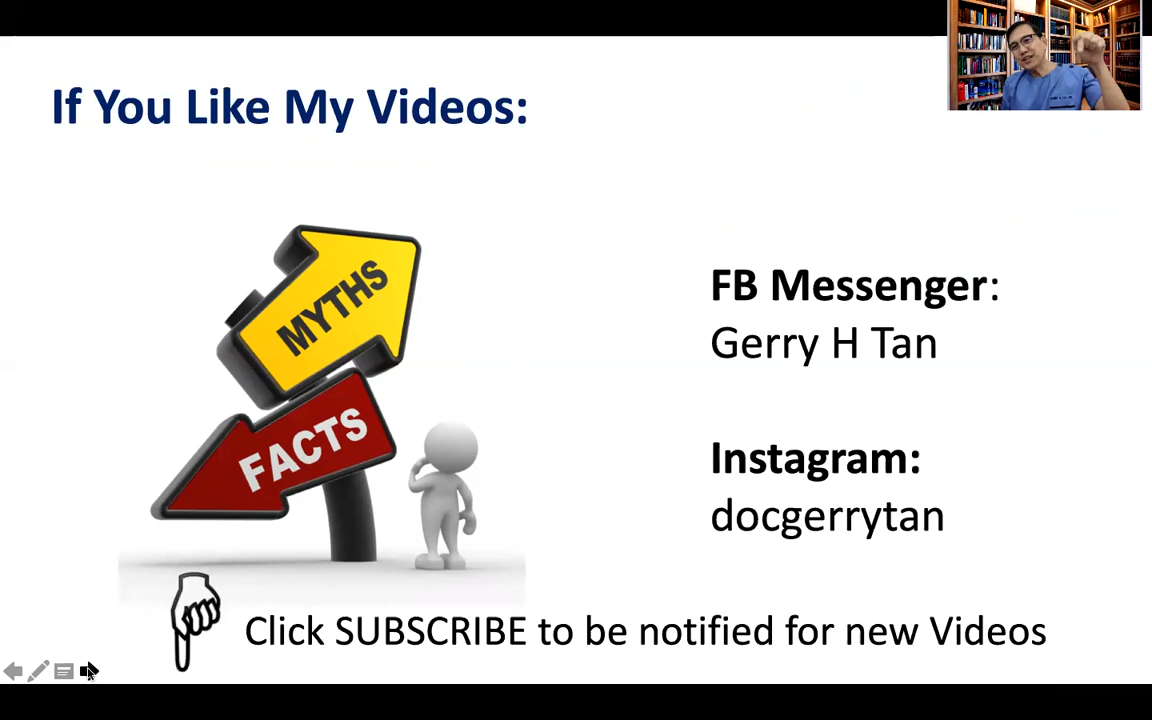 If You Like My Videos:
MYTHS
FACTS
FB Messenger:
Gerry H Tan
Instagram:
docgerrytan
Click SUBSCRIBE to be notified for new Videos